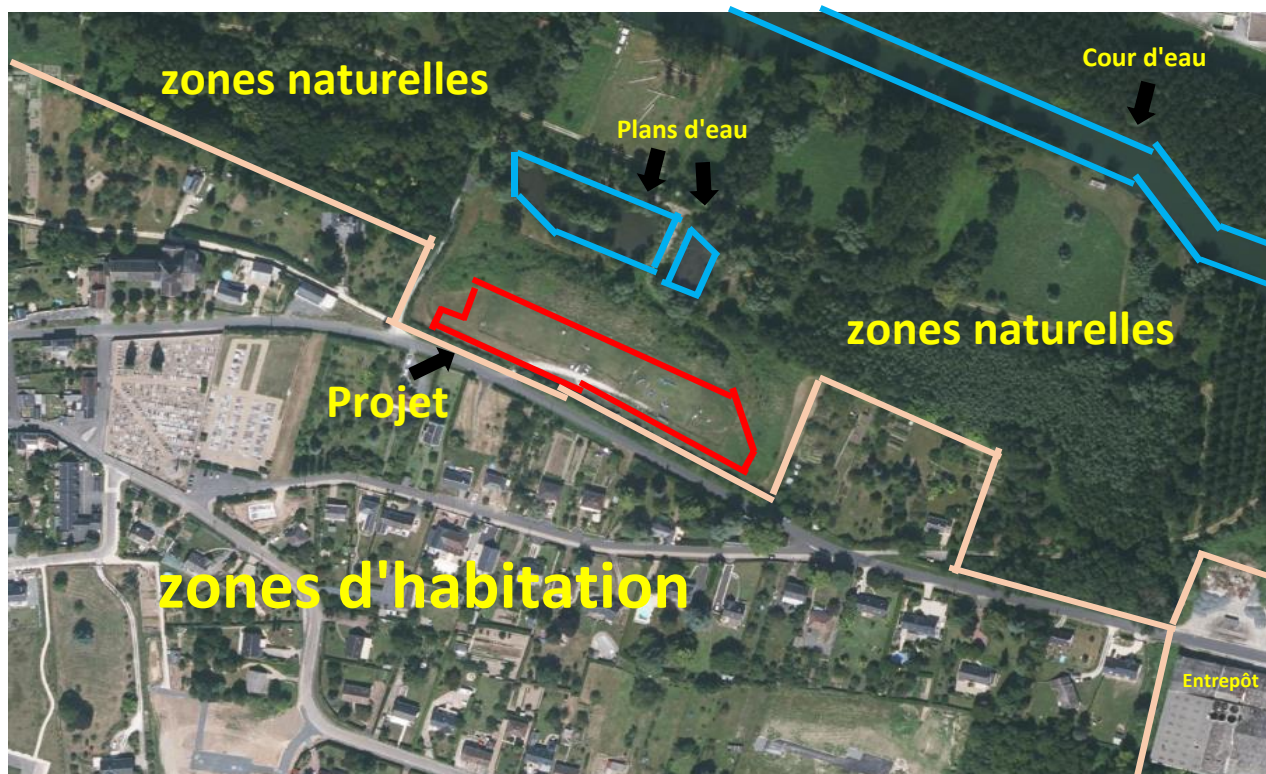 Cour d'eau
zones naturelles
Plans d'eau
zones naturelles
Projet
zones d'habitation
Entrepôt